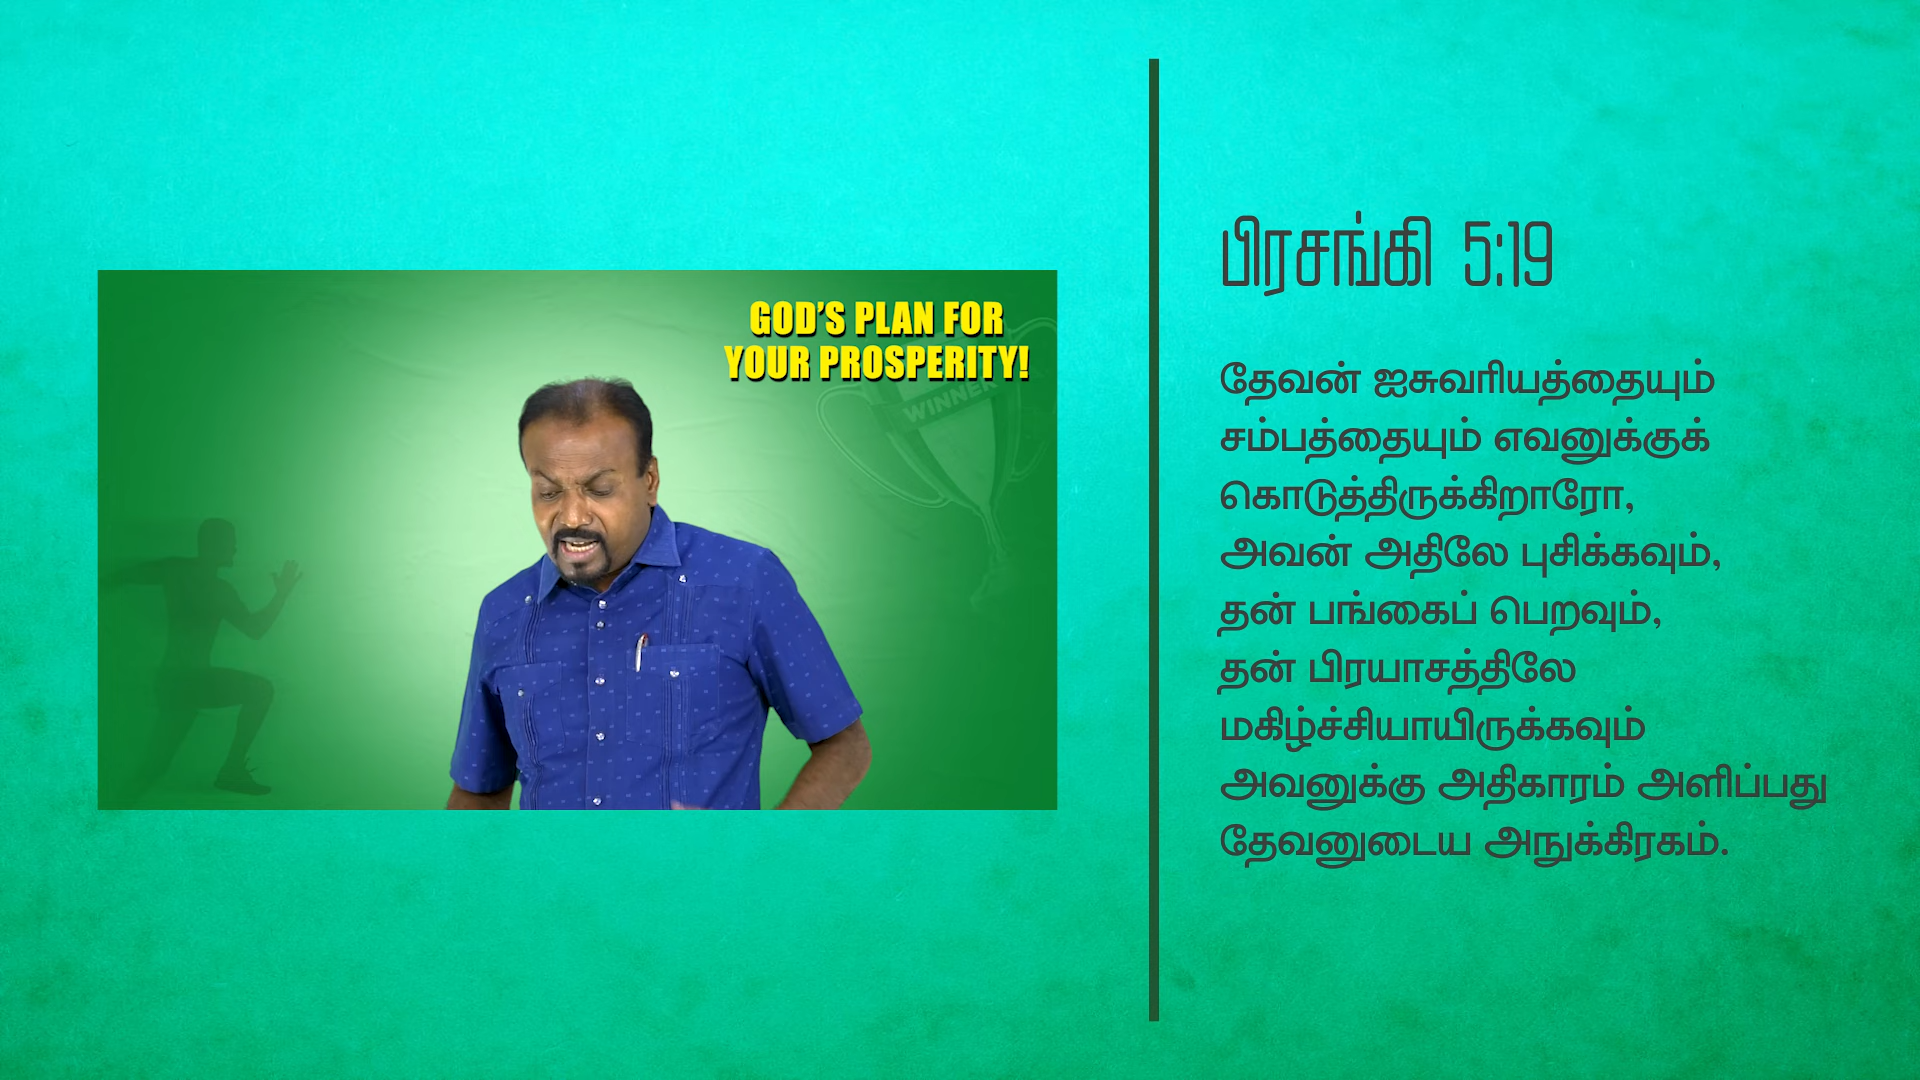 GOD'S PLAN FOR
YOUR PROSPERITY!
WINNER
பிரசங்கி 5:19
தேவன் ஐசுவரியத்தையும்
சம்பத்தையும் எவனுக்குக்
கொடுத்திருக்கிறாரோ,
அவன் அதிலே புசிக்கவும்,
தன் பங்கைப் பெறவும்,
தன் பிரயாசத்திலே
மகிழ்ச்சியாயிருக்கவும்
அவனுக்கு அதிகாரம் அளிப்பது
தேவனுடைய அநுக்கிரகம்.